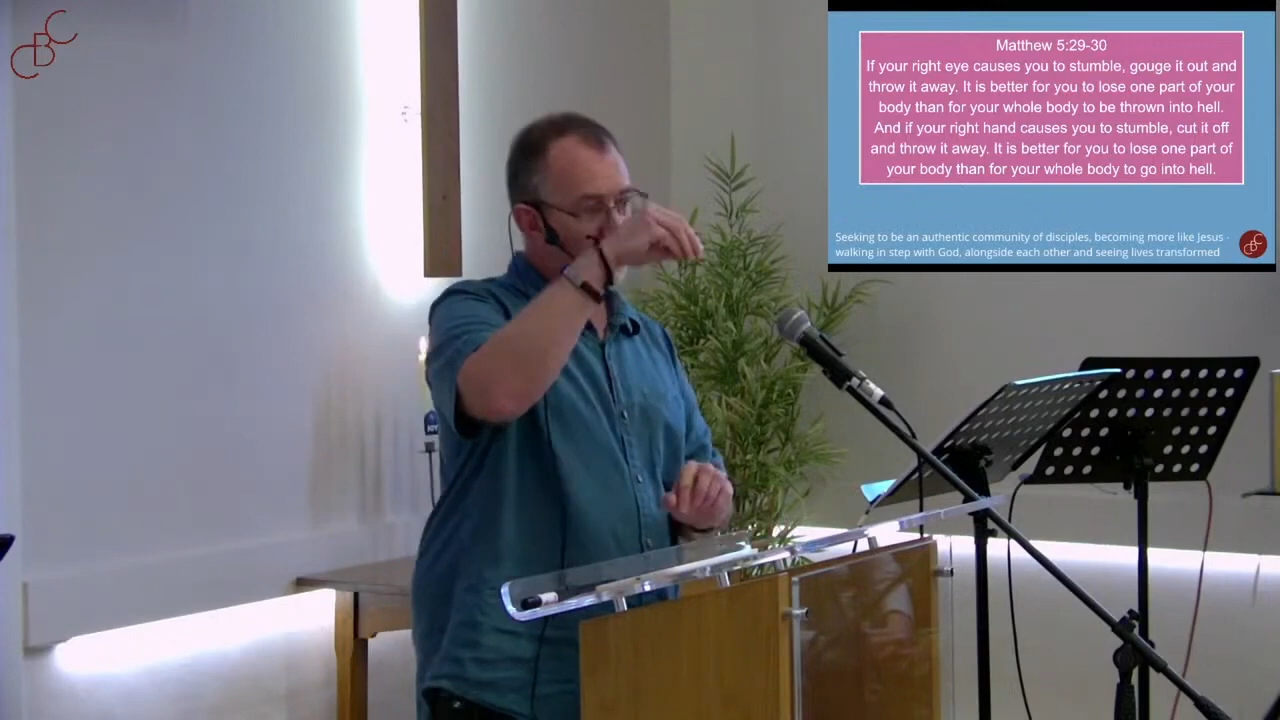 CBC
Matthew 5:29-30
If your right eye causes you to stumble, gouge it out and
throw it away. It is better for you to lose one part of your
body than for your whole body to be thrown into hell.
And if your right hand causes you to stumble, cut it off
and throw it away. It is better for you to lose one part of
your body than for your whole body to go into hell.
Seeking to be an authentic community of disciples, becoming more like Jesus -
walking in step with God, alongside each other and seeing lives transformed
CBC